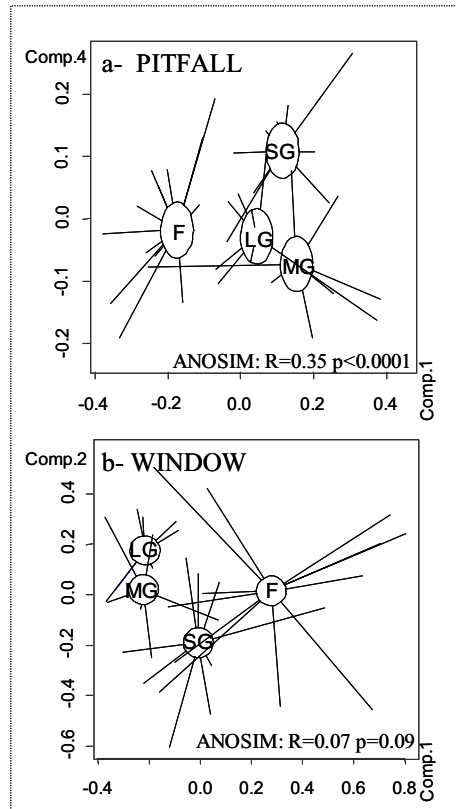 Comp.4
a- PITFALL
0.2
0.1
0.0
-0.1
-0.2
SG
F
LG
MG
ANOSIM: R=0.35 p<0.0001
-0.4 -0.2 0.0 0.2 0.4
Comp.1
Comp.2
b- WINDOW
0.4
0.2
0.0
-0.2
-0.4
-0.6
LG
MG
F
SG
ANOSIM: R=0.07 p=0.09
-0.4 -0.2 0.0 0.2 0.4 0.6 0.8
Comp.1